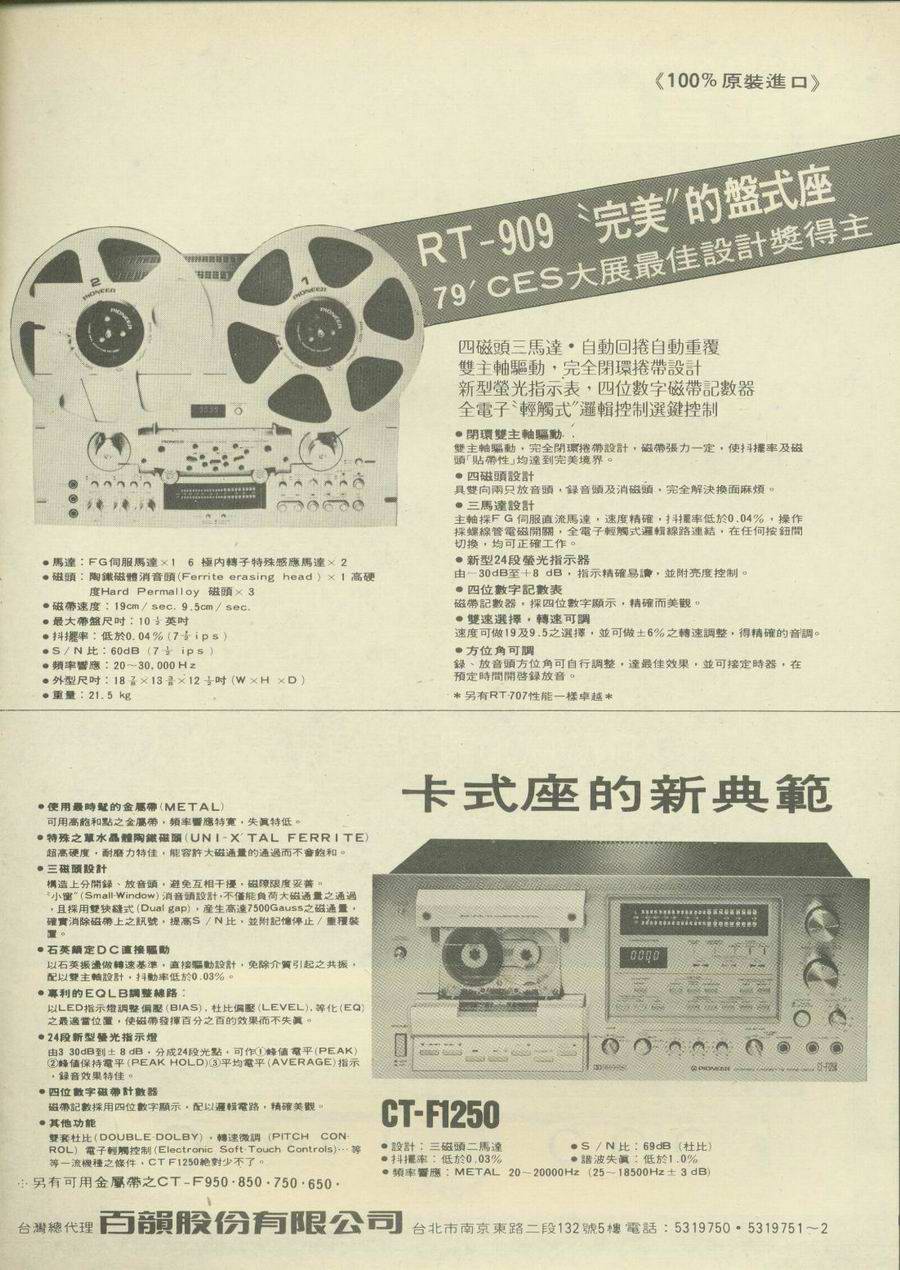 《100%原裝進口》
RT-909〝完美〞的盤式座
79′CES大展最佳設計獎得主
四磁頭三馬達•自動回捲自動重覆
雙主軸驅動,完全閉環捲帶設計
新型螢光指示表,四位數字磁帶記數器
全電子〝輕觸式〞邏輯控制選鍵控制
●閉環雙主軸驅動
雙主軸驅動,完全閉環捲帶設計,磁帶張力一定,使抖擺率及磁
頭「貼帶性」均達到完美境界。
●四磁頭設計
具雙向兩只放音頭,錄音頭及消磁頭,完全解決換面麻煩。
●三馬達設計
主軸採FG伺服直流馬達,速度精確,抖擺率低於0.04%,操作
採螺線管電磁開關,全電子輕觸式邏輯線路連結,在任何按鈕間
切換,均可正確工作。
●新型24段螢光指示器
由-30dB至+8 dB,指示精確易讀,並附亮度控制。
●四位數字記數表
磁帶記數器,採四位數字顯示,精確而美觀。
●雙速選擇,轉速可調
速度可做19及9.5之選擇,並可做±6%之轉速調整,得精確的音調。
●方位角可調
錄、放音頭方位角可自行調整,達最佳效果,並可接定時器,在
預定時間開啓錄放音。
*另有RT-707性能一樣卓越*
2
PIONEER
PIONEER
1
PIONEER
PIONEER
●馬達:FG伺服馬達×1 6 極內轉子特殊感應馬達×2
●磁頭:陶鐵磁體消音頭(Ferrite erasing head)×1 高硬
度Hard Permalloy 磁頭×3
●磁帶速度:19cm/sec. 9.5cm/sec.
●最大帶盤尺吋:10½英吋
●抖擺率:低於0.04%(7½ips)
●S/N比:60dB (7½ ips)
●頻率響應:20~30,000Hz
●外型尺吋:18⅞×13⅜×12½吋(W×H×D)
●重量:21.5 kg
卡式座的新典範
●使用最時髦的金屬帶(METAL)
可用高飽和點之金屬帶,頻率響應特寬,失眞特低。
●特殊之單水晶體陶鐵磁頭(UNI-X′TAL FERRITE)
超高硬度,耐磨力特佳,能容許大磁通量的通過而不會飽和。
●三磁頭設計
構造上分開錄、放音頭,避免互相干擾,磁隙限度妥善。
〝小窗〞(Small-Window)消音頭設計,不僅能負荷大磁通量之通過
,且採用雙狹縫式(Dual gap),產生高達7500Gauss之磁通量,
確實消除磁帶上之訊號,提高S/N比,並附記憶停止/重覆裝
置。
●石英鎖定DC直接驅動
以石英振盪做轉速基準,直接驅動設計,免除介質引起之共振,
配以雙主軸設計,抖動率低於0.03%。
●專利的EQLB調整線路:
以LED指示燈調整偏壓(BIAS),杜比偏壓(LEVEL),等化(EQ)
之最適當位置,使磁帶發揮百分之百的效果而不失眞。
●24段新型螢光指示燈
由3 30dB到±8 dB,分成24段光點,可作①峰値電平(PEAK)
②峰値保持電平(PEAK HOLD)③平均電平(AVERAGE)指示
,錄音效果特佳。
●四位數字磁帶計數器
磁帶記數採用四位數字顯示,配以邏輯電路,精確美觀。
●其他功能
雙套杜比(DOUBLE-DOLBY),轉速微調 (PITCH CON-
ROL) 電子輕觸控制(Electronic Soft-Touch Controls)…等
等一流機種之條件,CT F1250絶對少不了。
∴另有可用金屬帶之CT-F950·850·750·650·
0000
PIONEER
CT-F1250
●設計:三磁頭二馬達
●抖擺率:低於0.03%
●頻率響應:METAL 20~20000Hz (25~18500Hz±3 dB)
●S/N比:69dB (杜比)
●諧波失眞:低於1.0%
台灣總代理 百韻股份有限公司 台北市南京東路二段132號5樓 電話:5319750•5319751~2